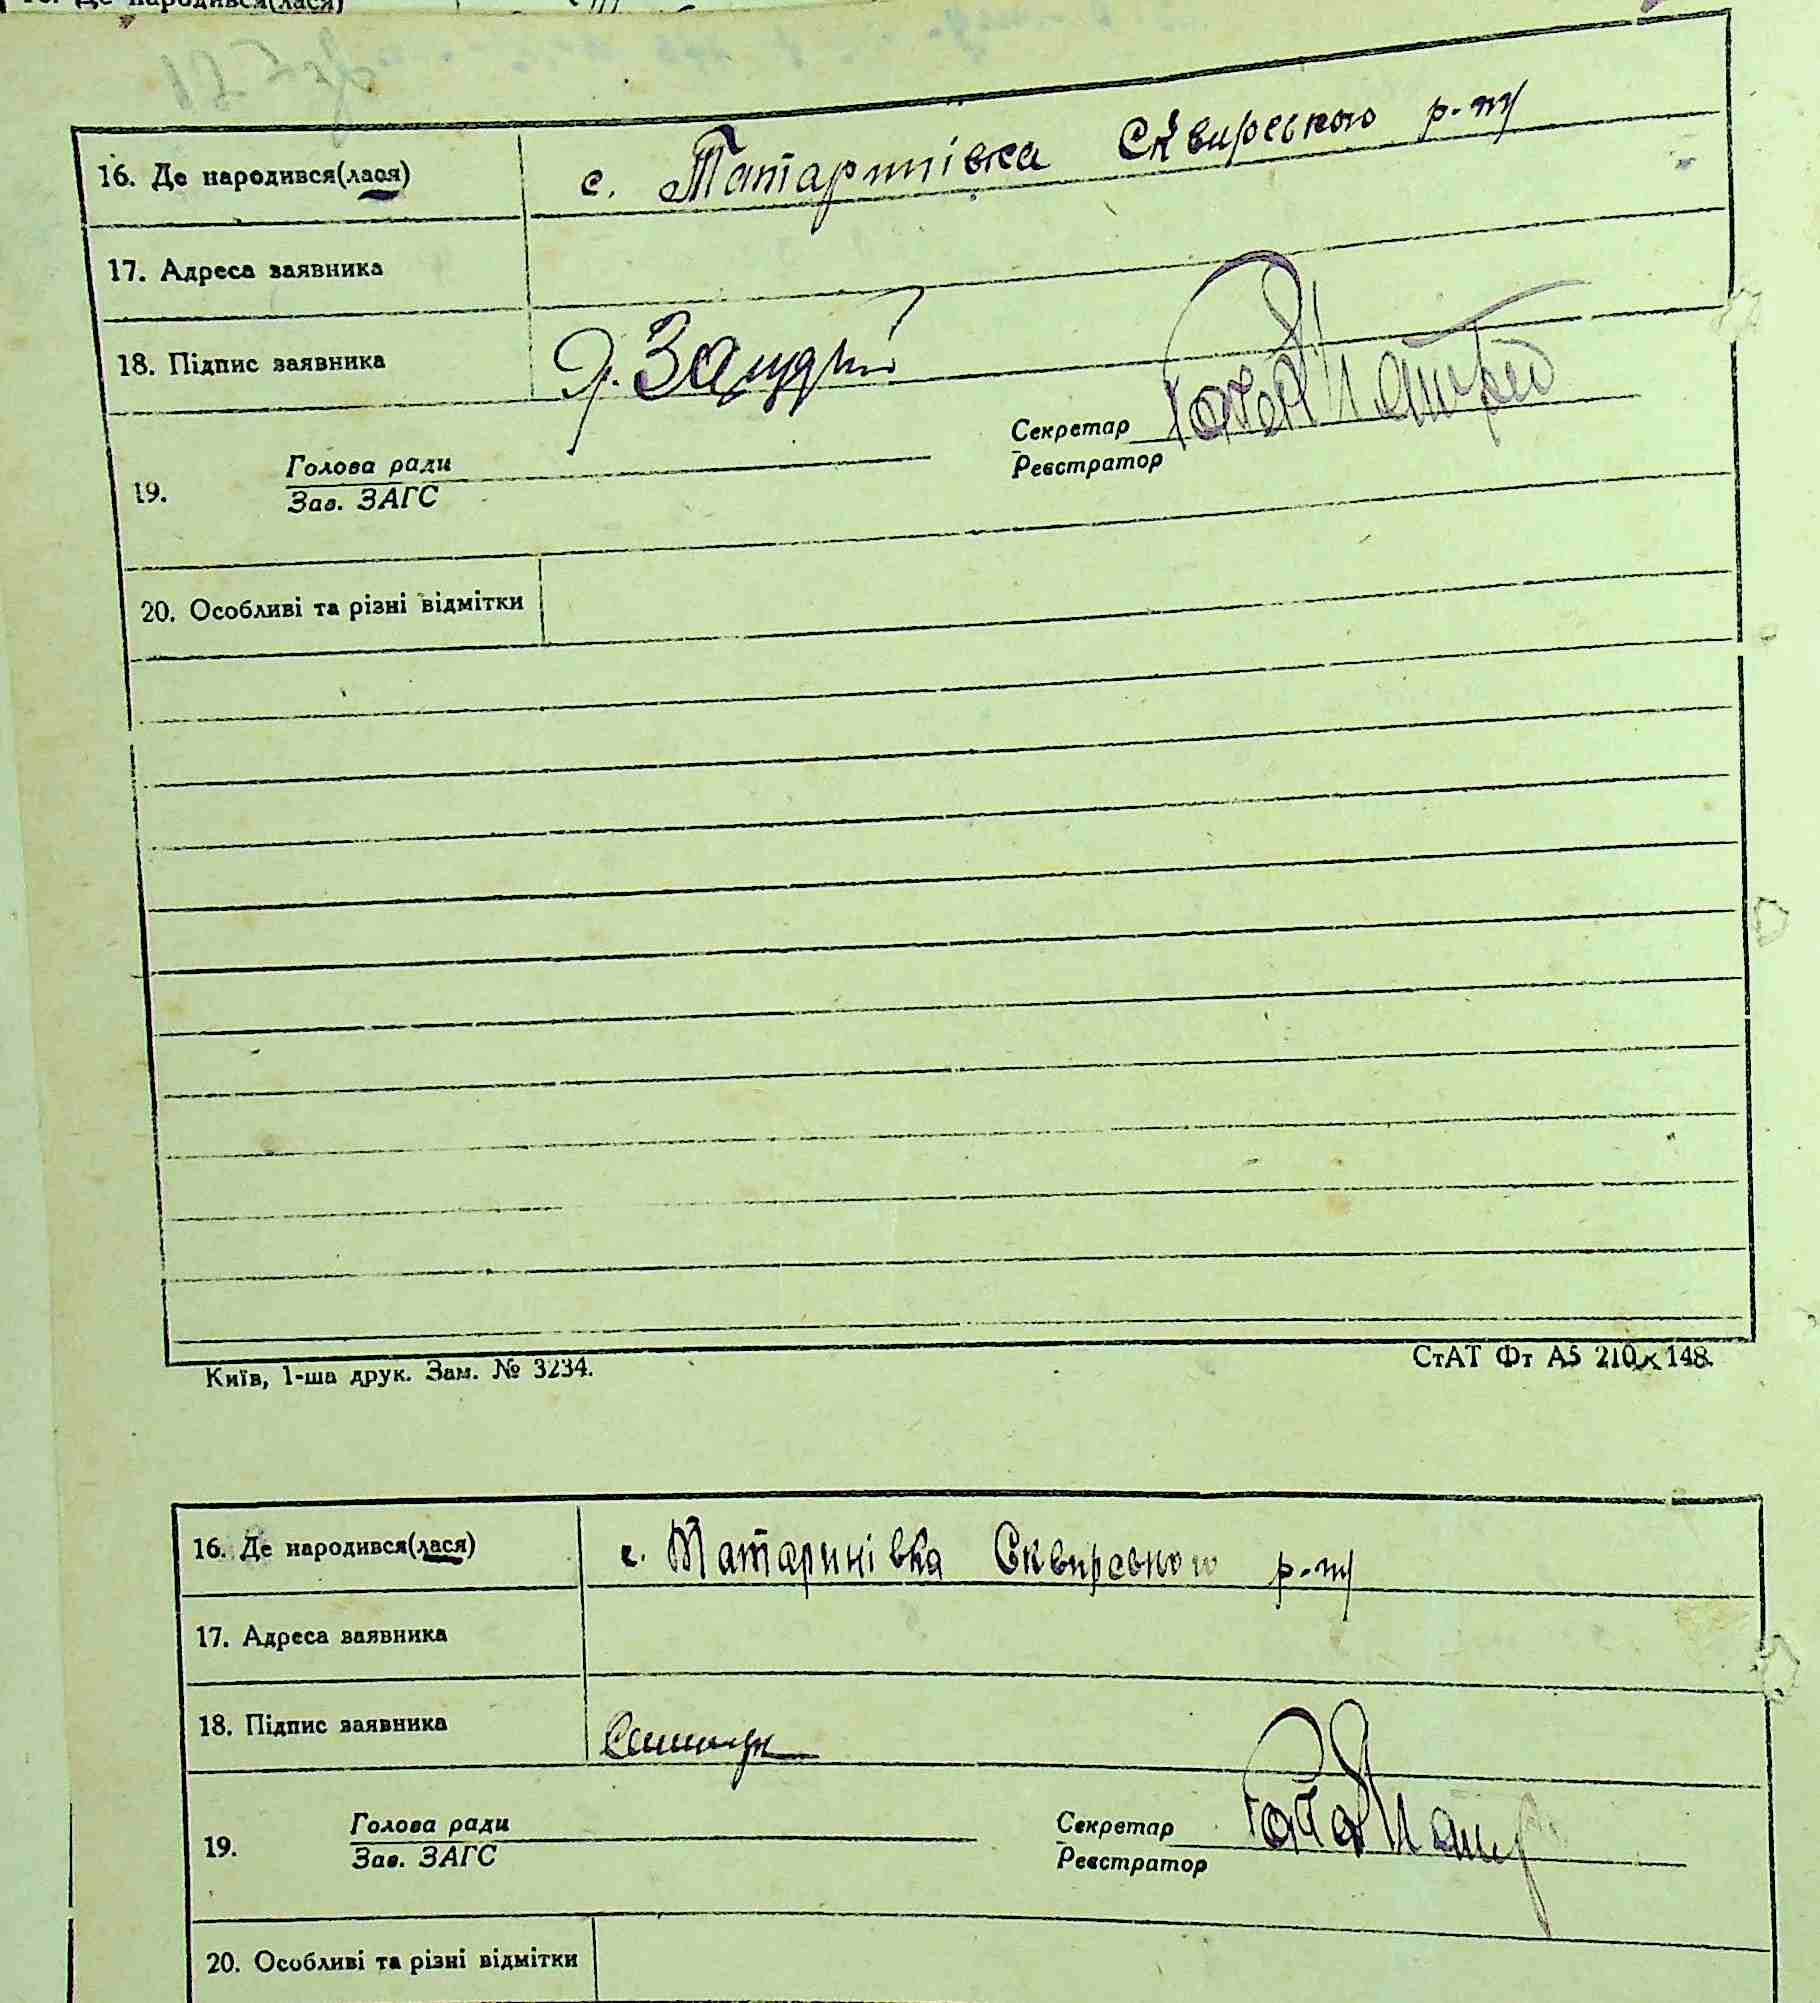 16. Де народився(лася)
16. Де народився(лася) с. Татаринівка Сквирського р-ну
17. Адреса заявника
18. Підпис заявника
Секретар
Голова ради
Реєстратор
19.
Зав. ЗАГС
20. Особливі та різні відмітки
Київ, 1-ша друк. Зам. № 3234. СтАТ Фт А5 210×148.
16. Де народився(лася) с. Татаринівка Сквирського р-ну
17. Адреса заявника
18. Підпис заявника
Голова ради Секретар
19.
Зав. ЗАГС Реєстратор
20. Особливі та різні відмітки